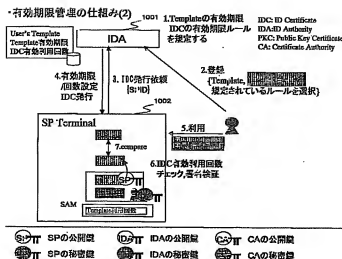 ・有効期限管理の仕組み(2)
1001
User's Template
Template有効期限
IDC有効利用回数
IDA
1.Templateの有効期限
IDCの有効期限ルール
を規定する
IDC: ID Certificate
IDA:ID Authority
PKC: Public Key Certificate
CA: Certificate Authority
4.有効期限
/回数設定
IDC発行
3. IDC発行依頼
2.登録
{Template,
規定されているルールを選択}
1002
SP Terminal
5.利用
7.compare
6.IDC有効利用回数
チェック,署名検証
SP
SAM
Template利用回数
SP SPの公開鍵
IDA IDAの公開鍵
CA CAの公開鍵
SPの秘密鍵
IDAの秘密鍵
CAの秘密鍵